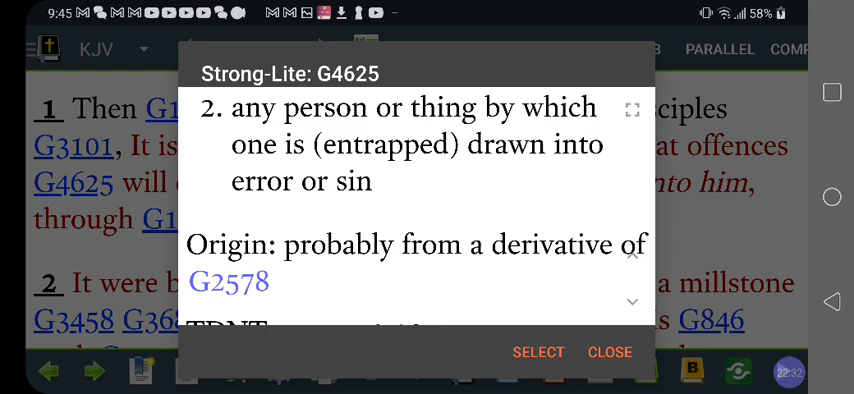 9:45
58%
KJV
PARALLEL
Strong-Lite: G4625
2. any person or thing by which
one is (entrapped) drawn into
error or sin
Origin: probably from a derivative of
G2578
SELECT CLOSE
1 Then
ciples
G3101, It is
at offences
G4625 will
nto him,
through
2 It were
a millstone
G3458
G846
22:32